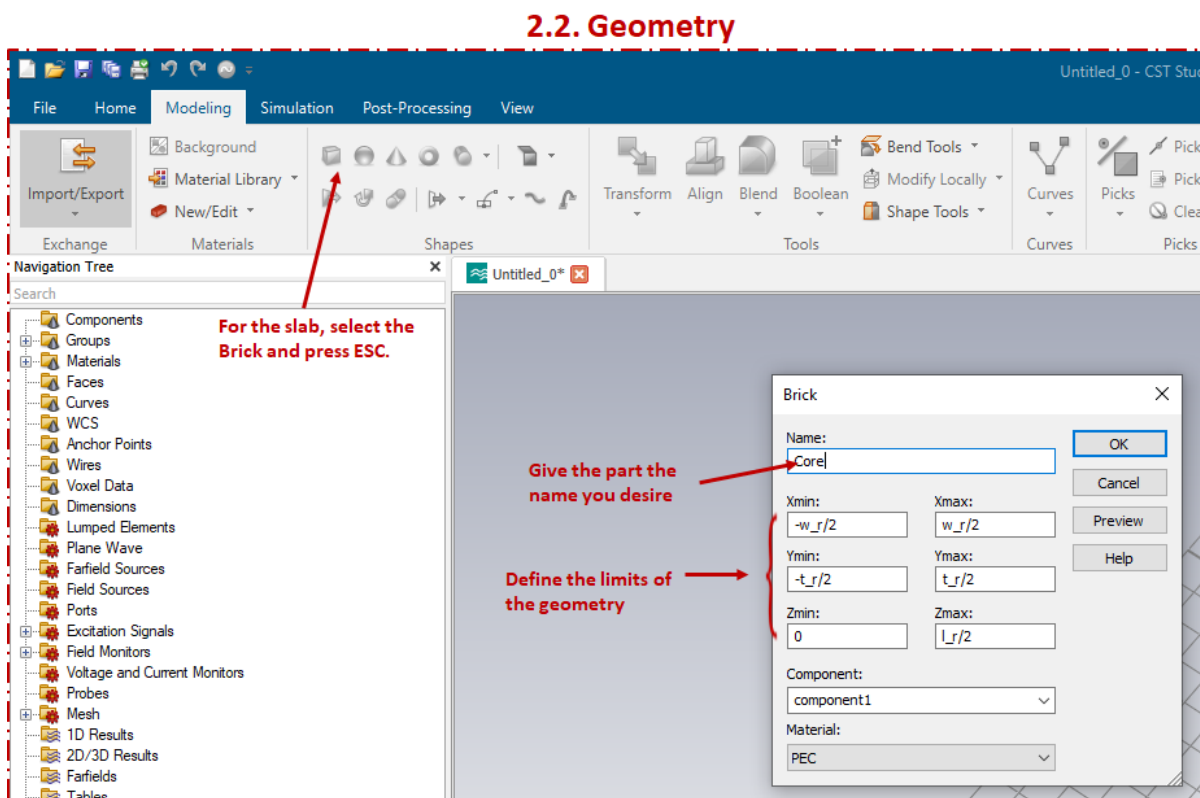 2.2. Geometry
Untitled_0 - CST Stu
File Home Modeling Simulation Post-Processing View
Import/Export
Background
Material Library
New/Edit
Transform Align Blend Boolean
Bend Tools
Modify Locally
Shape Tools
Curves
Picks
Pick
Pick
Clea
Exchange Materials Shapes Tools Curves Picks
Navigation Tree
Search
Untitled_0*
Components
Groups
Materials
Faces
Curves
WCS
Anchor Points
Wires
Voxel Data
Dimensions
Lumped Elements
Plane Wave
Farfield Sources
Field Sources
Ports
Excitation Signals
Field Monitors
Voltage and Current Monitors
Probes
Mesh
1D Results
2D/3D Results
Farfields
Tables
For the slab, select the
Brick and press ESC.
Give the part the
name you desire
Define the limits of
the geometry
Brick
Name:
Core
OK
Cancel
Preview
Help
Xmin: Xmax:
-w_r/2 w_r/2
Ymin: Ymax:
-t_r/2 t_r/2
Zmin: Zmax:
0 l_r/2
Component:
component1
Material:
PEC